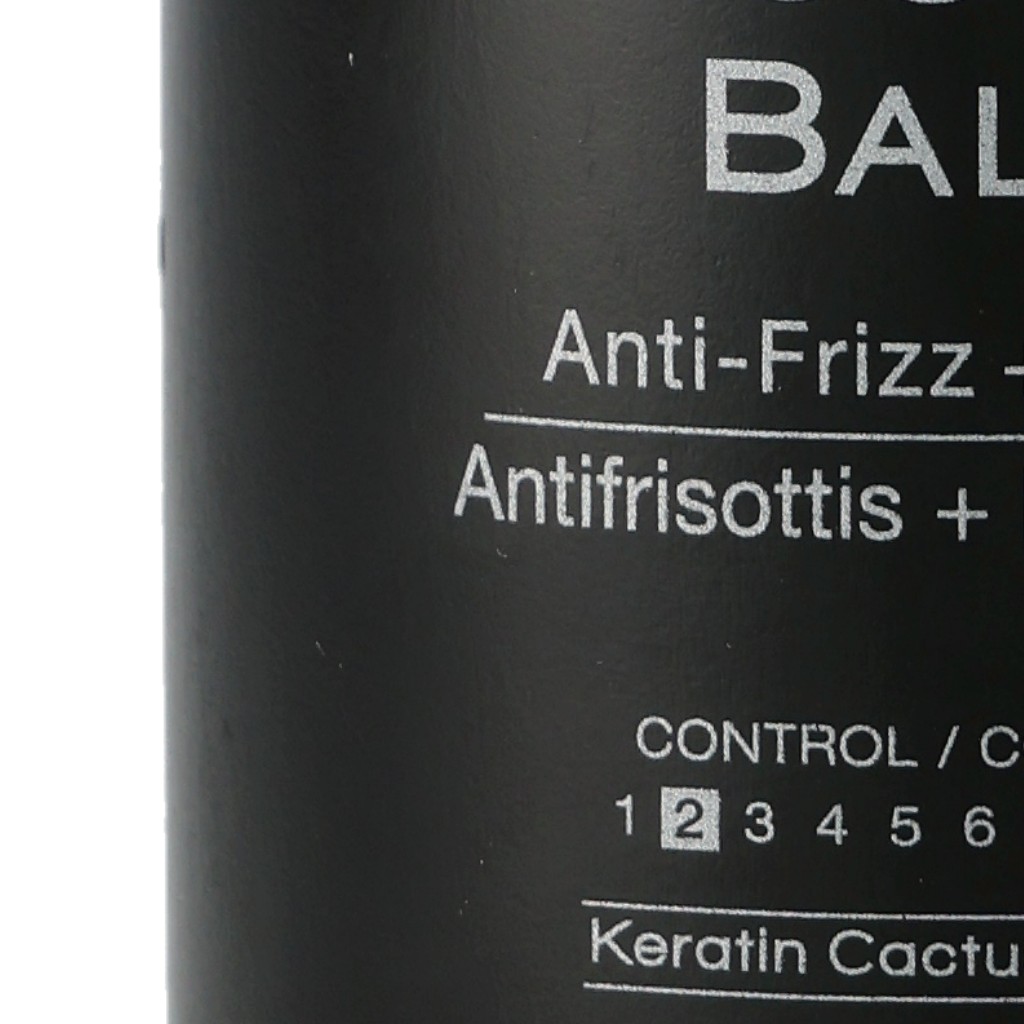 BAL
Anti-Frizz -
Antifrisottis +
CONTROL / C
1 2 3 4 5 6
Keratin Cactu